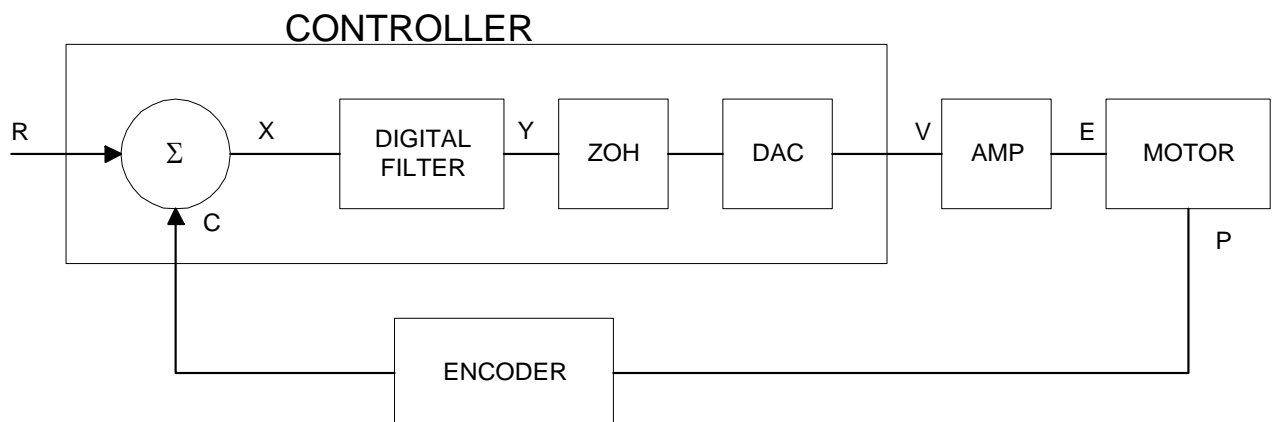 CONTROLLER
R
Σ
X
DIGITAL
FILTER
Y
ZOH
DAC
V
AMP
E
MOTOR
C
P
ENCODER